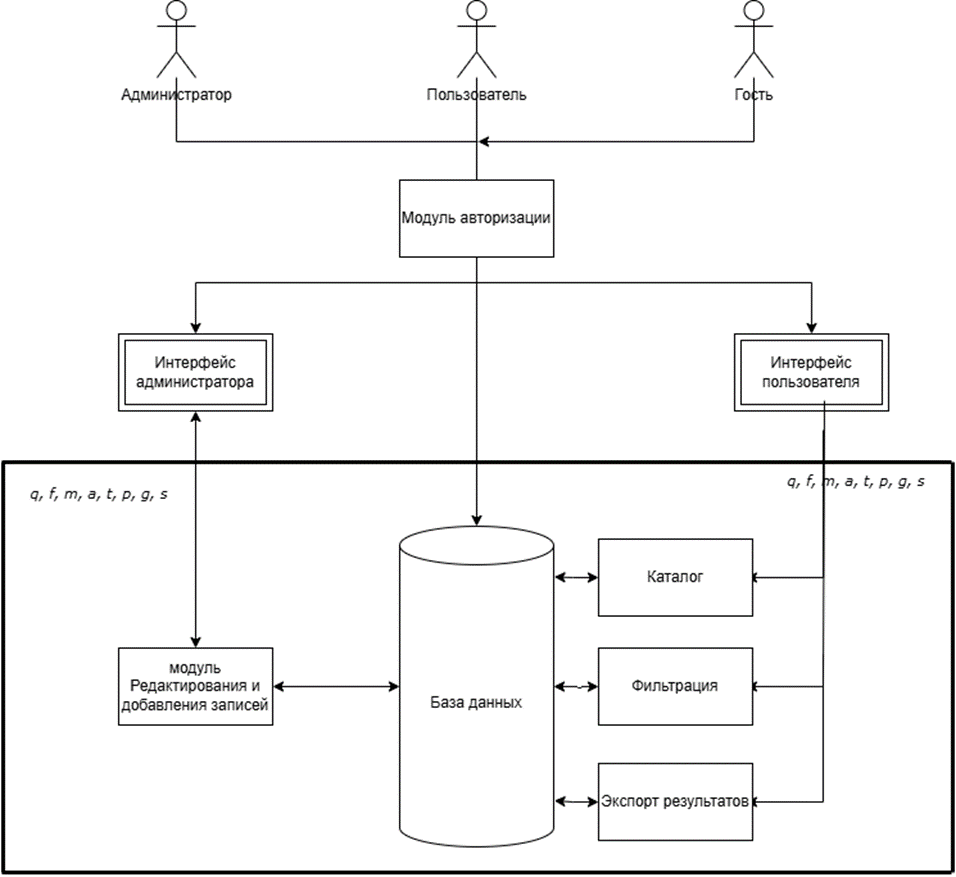 Администратор
Пользователь
Гость
Модуль авторизации
Интерфейс
администратора
Интерфейс
пользователя
q, f, m, a, t, p, g, s
q, f, m, a, t, p, g, s
Каталог
модуль
Редактирования и
добавления записей
База данных
Фильтрация
Экспорт результатов